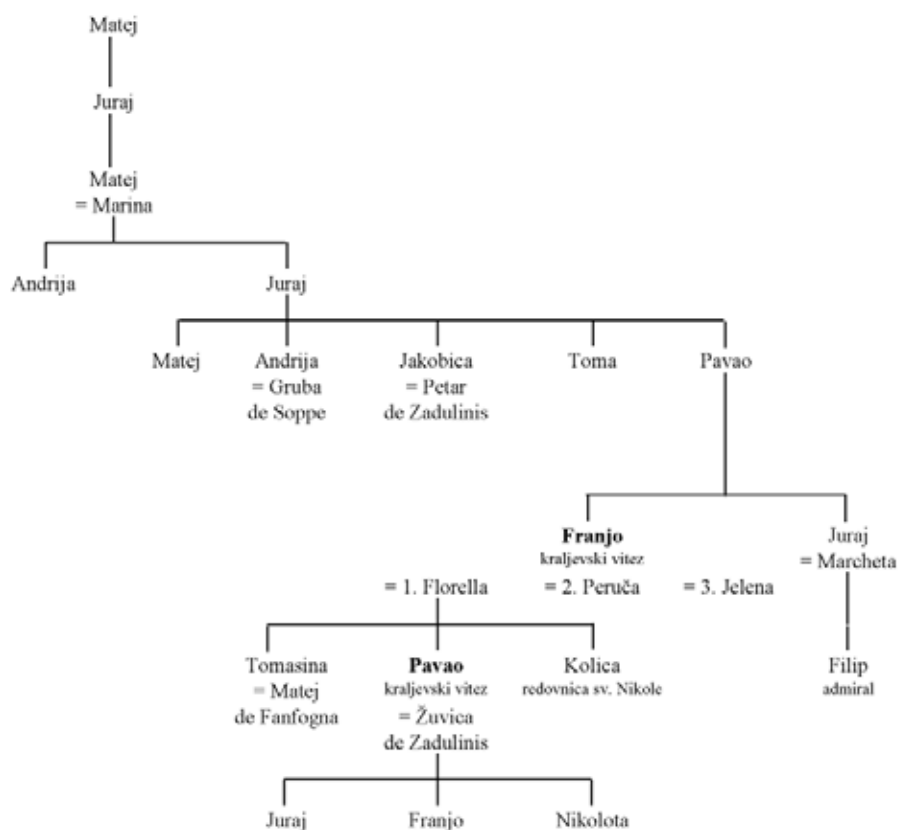 Matej
Juraj
Matej
= Marina
Andrija
Juraj
Matej
Andrija
= Gruba
de Soppe
Jakobica
= Petar
de Zadulinis
Toma
Pavao
Franjo
kraljevski vitez
Juraj
= Marcheta
= 1. Florella
= 2. Peruča
= 3. Jelena
Tomasina
= Matej
de Fanfogna
Pavao
kraljevski vitez
= Žuvica
de Zadulinis
Kolica
redovnica sv. Nikole
Filip
admiral
Juraj
Franjo
Nikolota